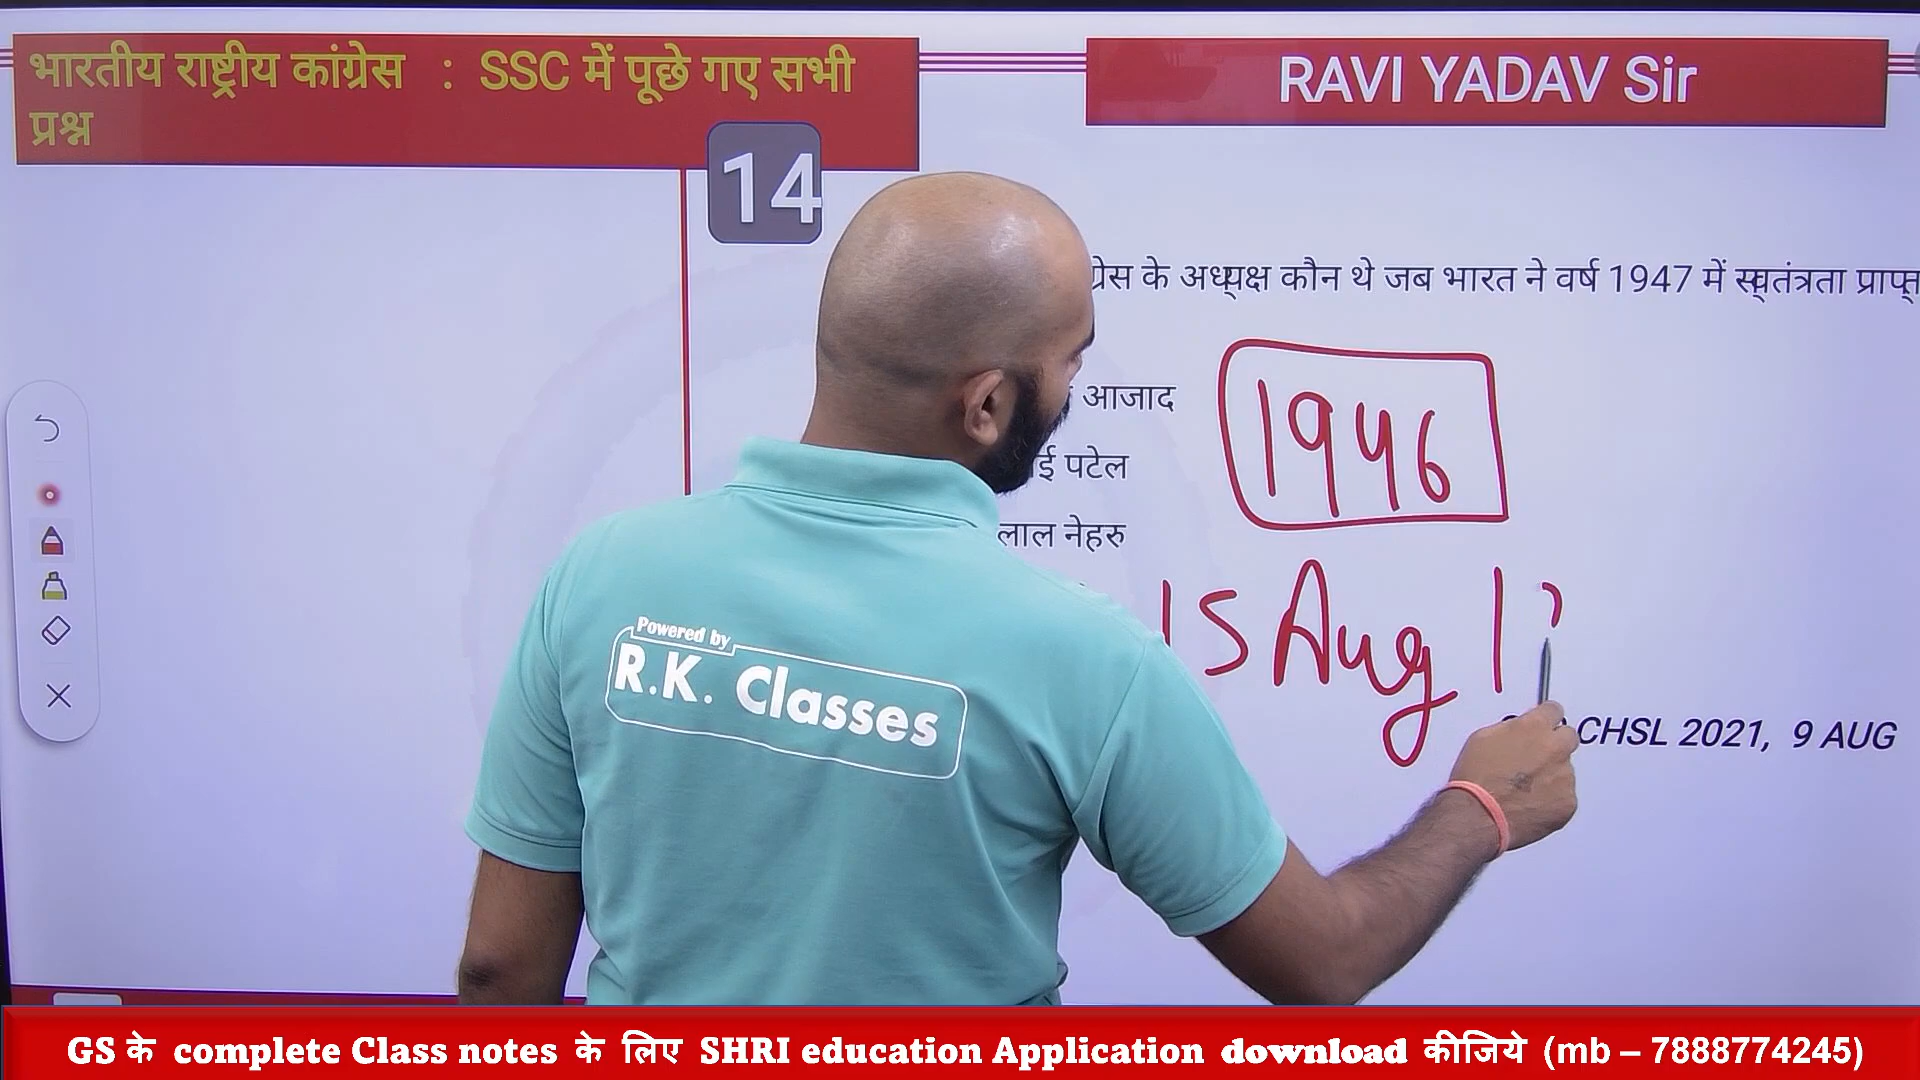 भारतीय राष्ट्रीय कांग्रेस : SSC में पूछे गए सभी
प्रश्न
RAVI YADAV Sir
14
ग्रेस के अध्यक्ष कौन थे जब भारत ने वर्ष 1947 में स्वतंत्रता प्राप्त
आजाद
1946
ई पटेल
लाल नेहरु
15 Aug 1
CHSL 2021, 9 AUG
Powered by
R.K. Classes
GS के complete Class notes के लिए SHRI education Application download कीजिये (mb – 7888774245)